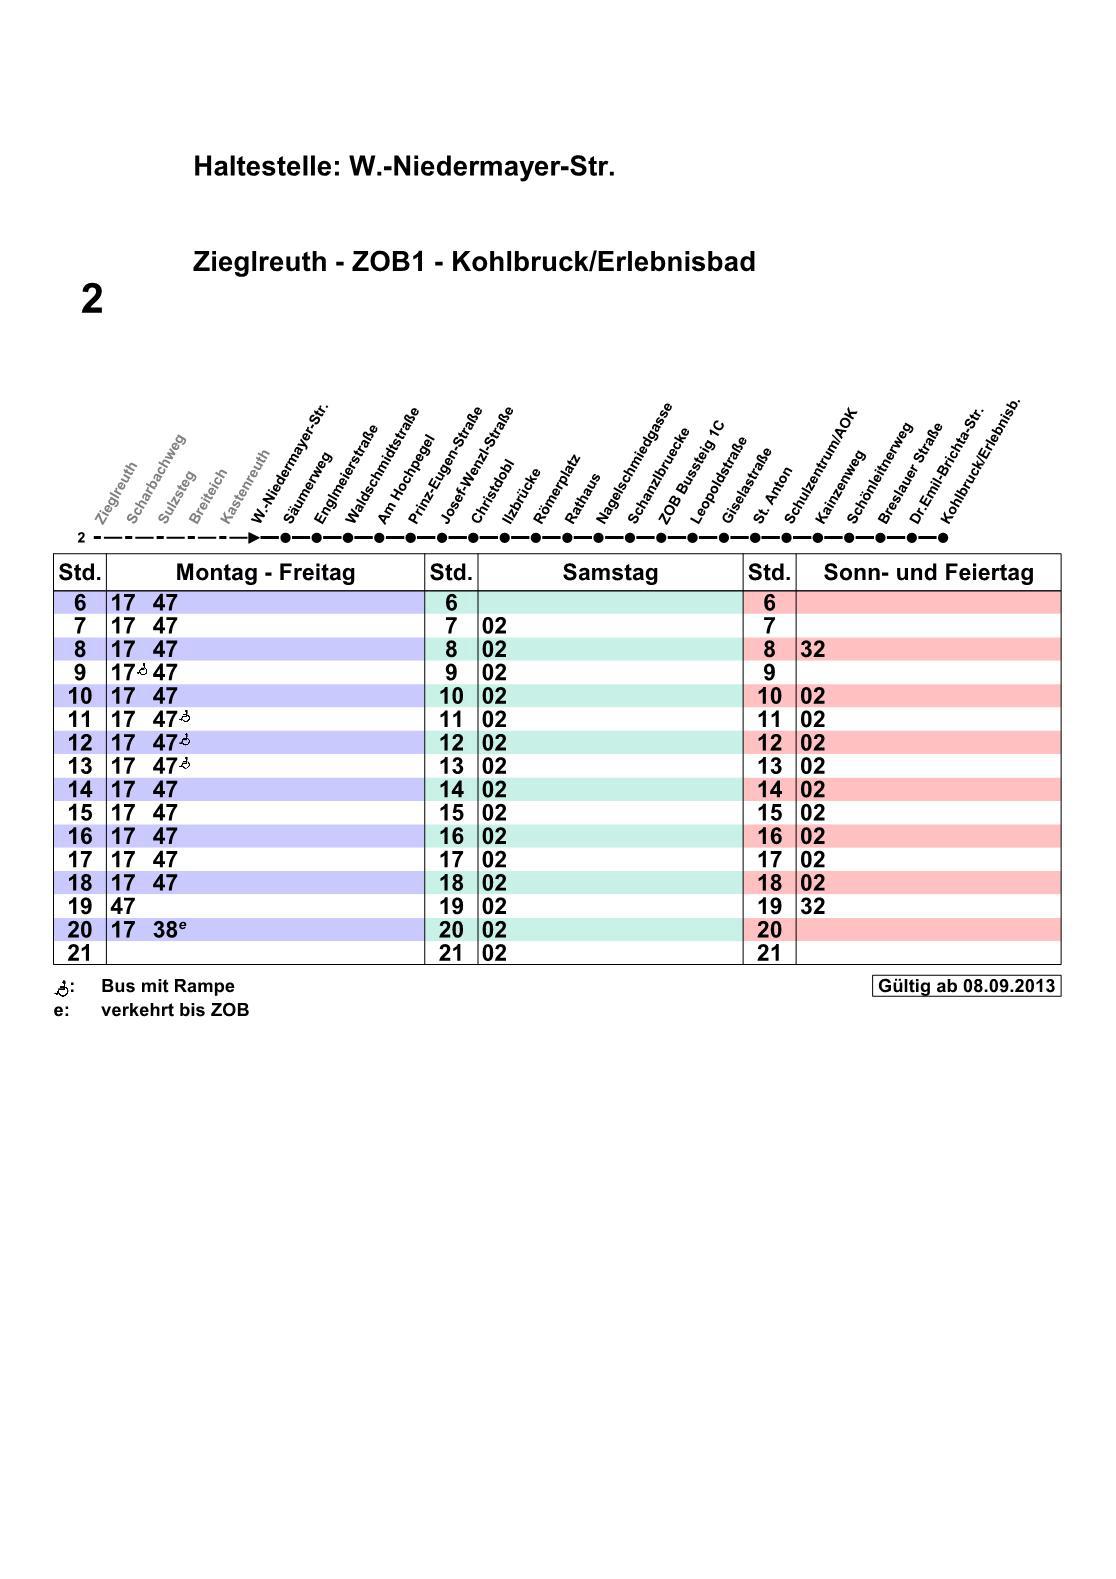 Haltestelle: W.-Niedermayer-Str.
Zieglreuth - ZOB1 - Kohlbruck/Erlebnisbad
2
Zieglreuth
Scharbachweg
Sulzsteg
Breiteich
Kastenreuth
W.-Niedermayer-Str.
Säumerweg
Englmeierstraße
Waldschmidtstraße
Am Hochpegel
Prinz-Eugen-Straße
Josef-Wenzl-Straße
Christdobl
Ilzbrücke
Römerplatz
Rathaus
Nagelschmiedgasse
Schanzlbruecke
ZOB Bussteig 1C
Leopoldstraße
Giselastraße
St. Anton
Schulzentrum/AOK
Kainzenweg
Schönleitnerweg
Breslauer Straße
Dr.Emil-Brichta-Str.
Kohlbruck/Erlebnisb.
2
Std. Montag - Freitag Std. Samstag Std. Sonn- und Feiertag
6 17 47 6 6
7 17 47 7 02 7
8 17 47 8 02 8 32
9 17 47 9 02 9
10 17 47 10 02 10 02
11 17 47 11 02 11 02
12 17 47 12 02 12 02
13 17 47 13 02 13 02
14 17 47 14 02 14 02
15 17 47 15 02 15 02
16 17 47 16 02 16 02
17 17 47 17 02 17 02
18 17 47 18 02 18 02
19 47 19 02 19 32
20 17 38e 20 02 20
21 21 02 21
: Bus mit Rampe Gültig ab 08.09.2013
e: verkehrt bis ZOB